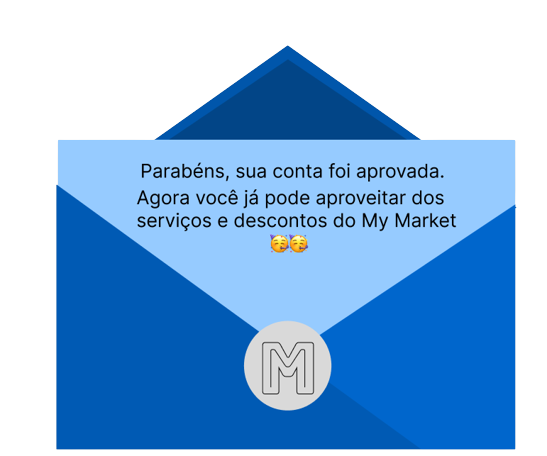 Parabéns, sua conta foi aprovada.
Agora você já pode aproveitar dos
serviços e descontos do My Market
🥳🥳
M